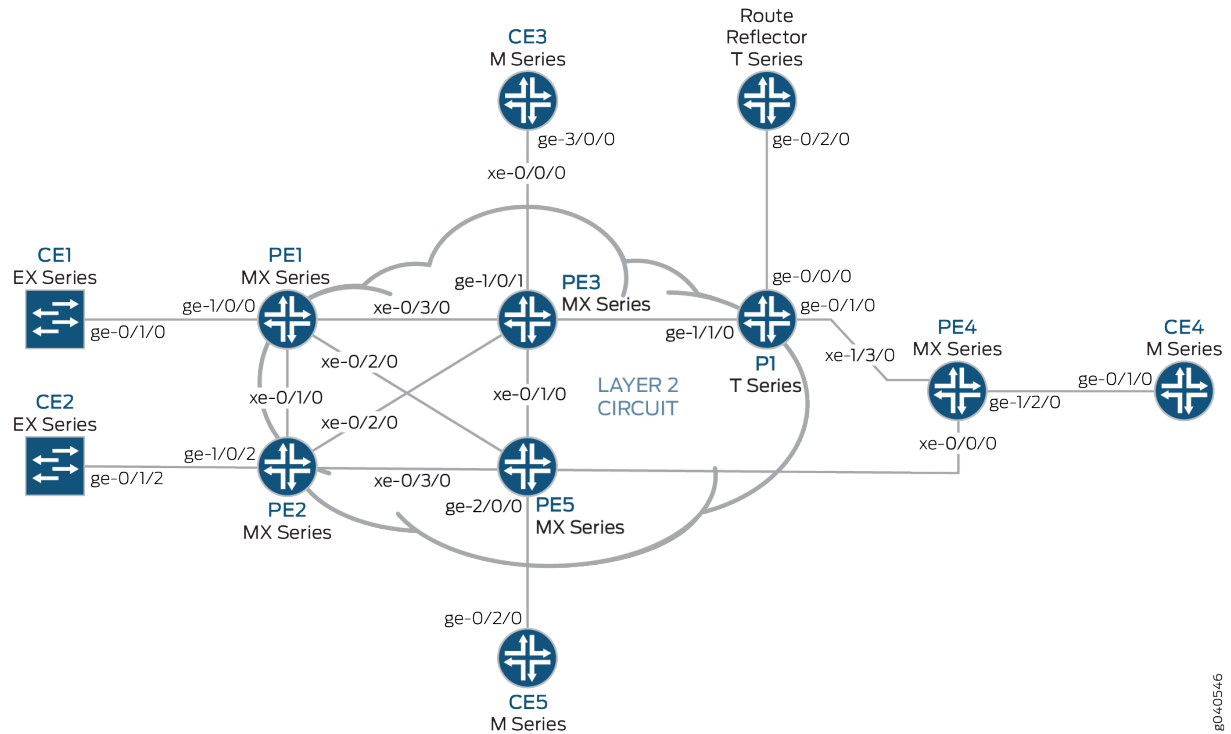 CE3
M Series
Route
Reflector
T Series
ge-3/0/0
ge-0/2/0
xe-0/0/0
CE1
EX Series
PE1
MX Series
ge-1/0/1
PE3
MX Series
ge-0/0/0
ge-1/0/0
xe-0/3/0
ge-0/1/0
ge-0/1/0
ge-1/1/0
PE4
MX Series
CE4
M Series
xe-0/2/0
P1
T Series
xe-1/3/0
LAYER 2
CIRCUIT
ge-0/1/0
xe-0/1/0
xe-0/1/0
ge-1/2/0
CE2
EX Series
xe-0/2/0
xe-0/0/0
ge-1/0/2
ge-0/1/2
xe-0/3/0
PE2
MX Series
ge-2/0/0
PE5
MX Series
ge-0/2/0
CE5
M Series
g040546